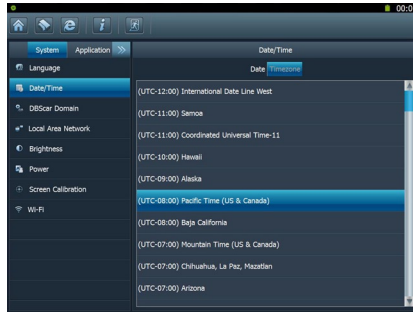 00:0
System Application
Date/Time
Language
Date Timezone
Date/Time
(UTC-12:00) International Date Line West
DBScar Domain
(UTC-11:00) Samoa
Local Area Network
(UTC-11:00) Coordinated Universal Time-11
Brightness
(UTC-10:00) Hawaii
Power
(UTC-09:00) Alaska
Screen Calibration
(UTC-08:00) Pacific Time (US & Canada)
Wi-Fi
(UTC-08:00) Baja California
(UTC-07:00) Mountain Time (US & Canada)
(UTC-07:00) Chihuahua, La Paz, Mazatlan
(UTC-07:00) Arizona